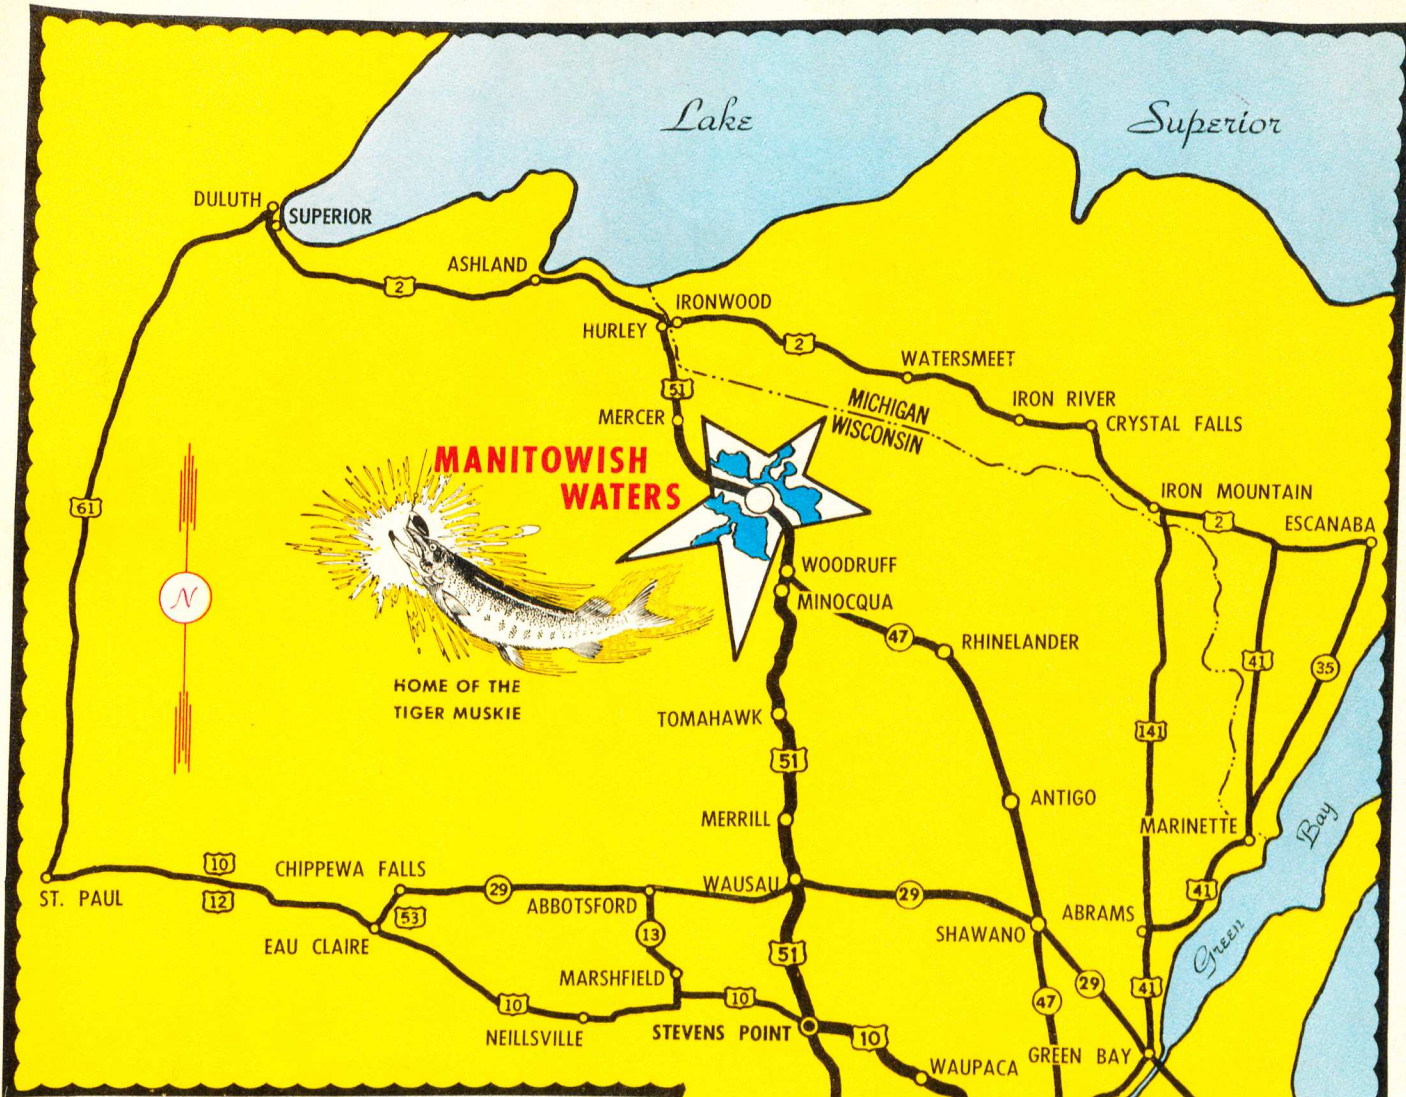 Lake Superior
DULUTH
SUPERIOR
ASHLAND
2
IRONWOOD
HURLEY
2
WATERSMEET
51
MICHIGAN
WISCONSIN
IRON RIVER
CRYSTAL FALLS
MERCER
MANITOWISH
WATERS
61
IRON MOUNTAIN
2
ESCANABA
N
WOODRUFF
MINOCQUA
47
RHINELANDER
41
35
HOME OF THE
TIGER MUSKIE
TOMAHAWK
51
141
ANTIGO
MERRILL
MARINETTE
Green Bay
10
12
ST. PAUL
CHIPPEWA FALLS
53
EAU CLAIRE
29
ABBOTSFORD
WAUSAU
29
41
ABRAMS
SHAWANO
13
51
MARSHFIELD
29
41
47
10
NEILLSVILLE
10
STEVENS POINT
10
WAUPACA
GREEN BAY